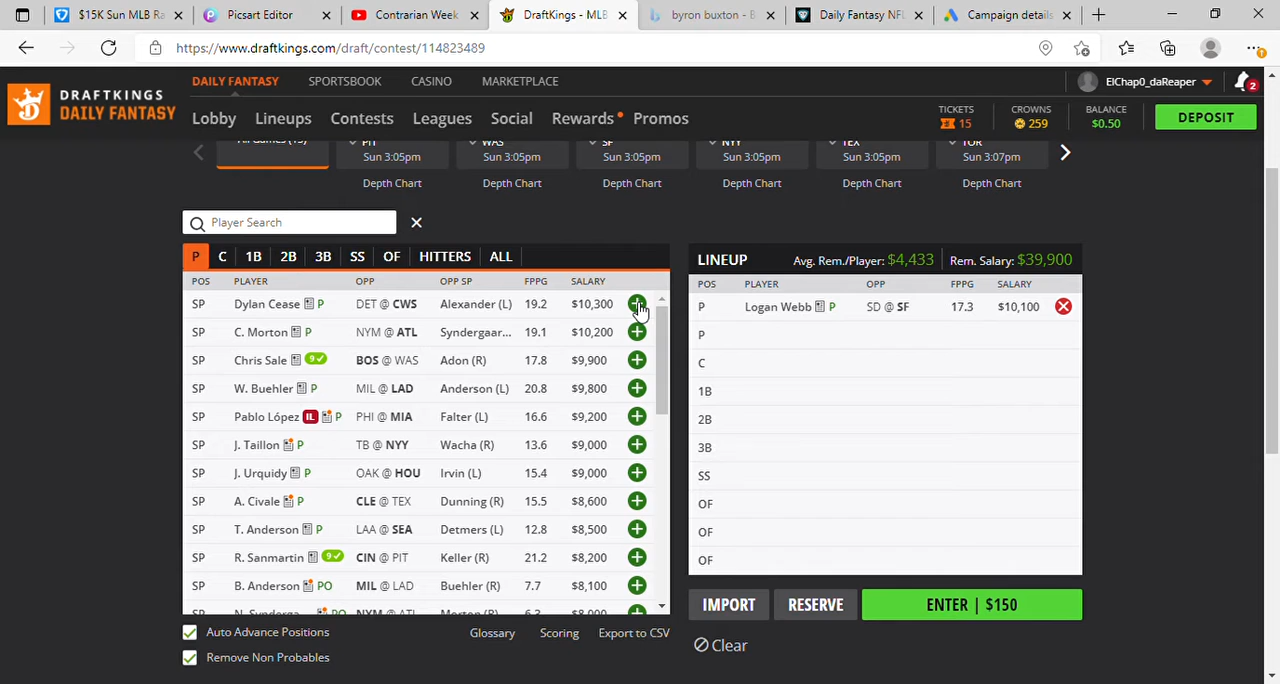 $15K Sun MLB Ra
Picsart Editor
Contrarian Week
DraftKings - MLB
byron buxton - B
Daily Fantasy NFL
Campaign details
https://www.draftkings.com/draft/contest/114823489
DRAFTKINGS
DAILY FANTASY
DAILY FANTASY
SPORTSBOOK
CASINO
MARKETPLACE
ElChap0_daReaper
2
Lobby
Lineups
Contests
Leagues
Social
Rewards
Promos
TICKETS
15
CROWNS
259
BALANCE
$0.50
DEPOSIT
PIT
WAS
SF
NYY
TEX
TOR
Sun 3:05pm
Sun 3:05pm
Sun 3:05pm
Sun 3:05pm
Sun 3:05pm
Sun 3:07pm
Depth Chart
Depth Chart
Depth Chart
Depth Chart
Depth Chart
Depth Chart
Player Search
P C 1B 2B 3B SS OF HITTERS ALL
POS PLAYER OPP OPP SP FPPG SALARY
SP Dylan Cease P DET @ CWS Alexander (L) 19.2 $10,300
SP C. Morton P NYM @ ATL Syndergaar... 19.1 $10,200
SP Chris Sale 9 BOS @ WAS Adon (R) 17.8 $9,900
SP W. Buehler P MIL @ LAD Anderson (L) 20.8 $9,800
SP Pablo López IL P PHI @ MIA Falter (L) 16.6 $9,200
SP J. Taillon P TB @ NYY Wacha (R) 13.6 $9,000
SP J. Urquidy P OAK @ HOU Irvin (L) 15.4 $9,000
SP A. Civale P CLE @ TEX Dunning (R) 15.5 $8,600
SP T. Anderson P LAA @ SEA Detmers (L) 12.8 $8,500
SP R. Sanmartin 9 CIN @ PIT Keller (R) 21.2 $8,200
SP B. Anderson PO MIL @ LAD Buehler (R) 7.7 $8,100
LINEUP Avg. Rem./Player: $4,433 Rem. Salary: $39,900
POS PLAYER OPP FPPG SALARY
P Logan Webb P SD @ SF 17.3 $10,100
P
C
1B
2B
3B
SS
OF
OF
OF
IMPORT
RESERVE
ENTER | $150
Clear
Auto Advance Positions
Glossary
Scoring
Export to CSV
Remove Non Probables